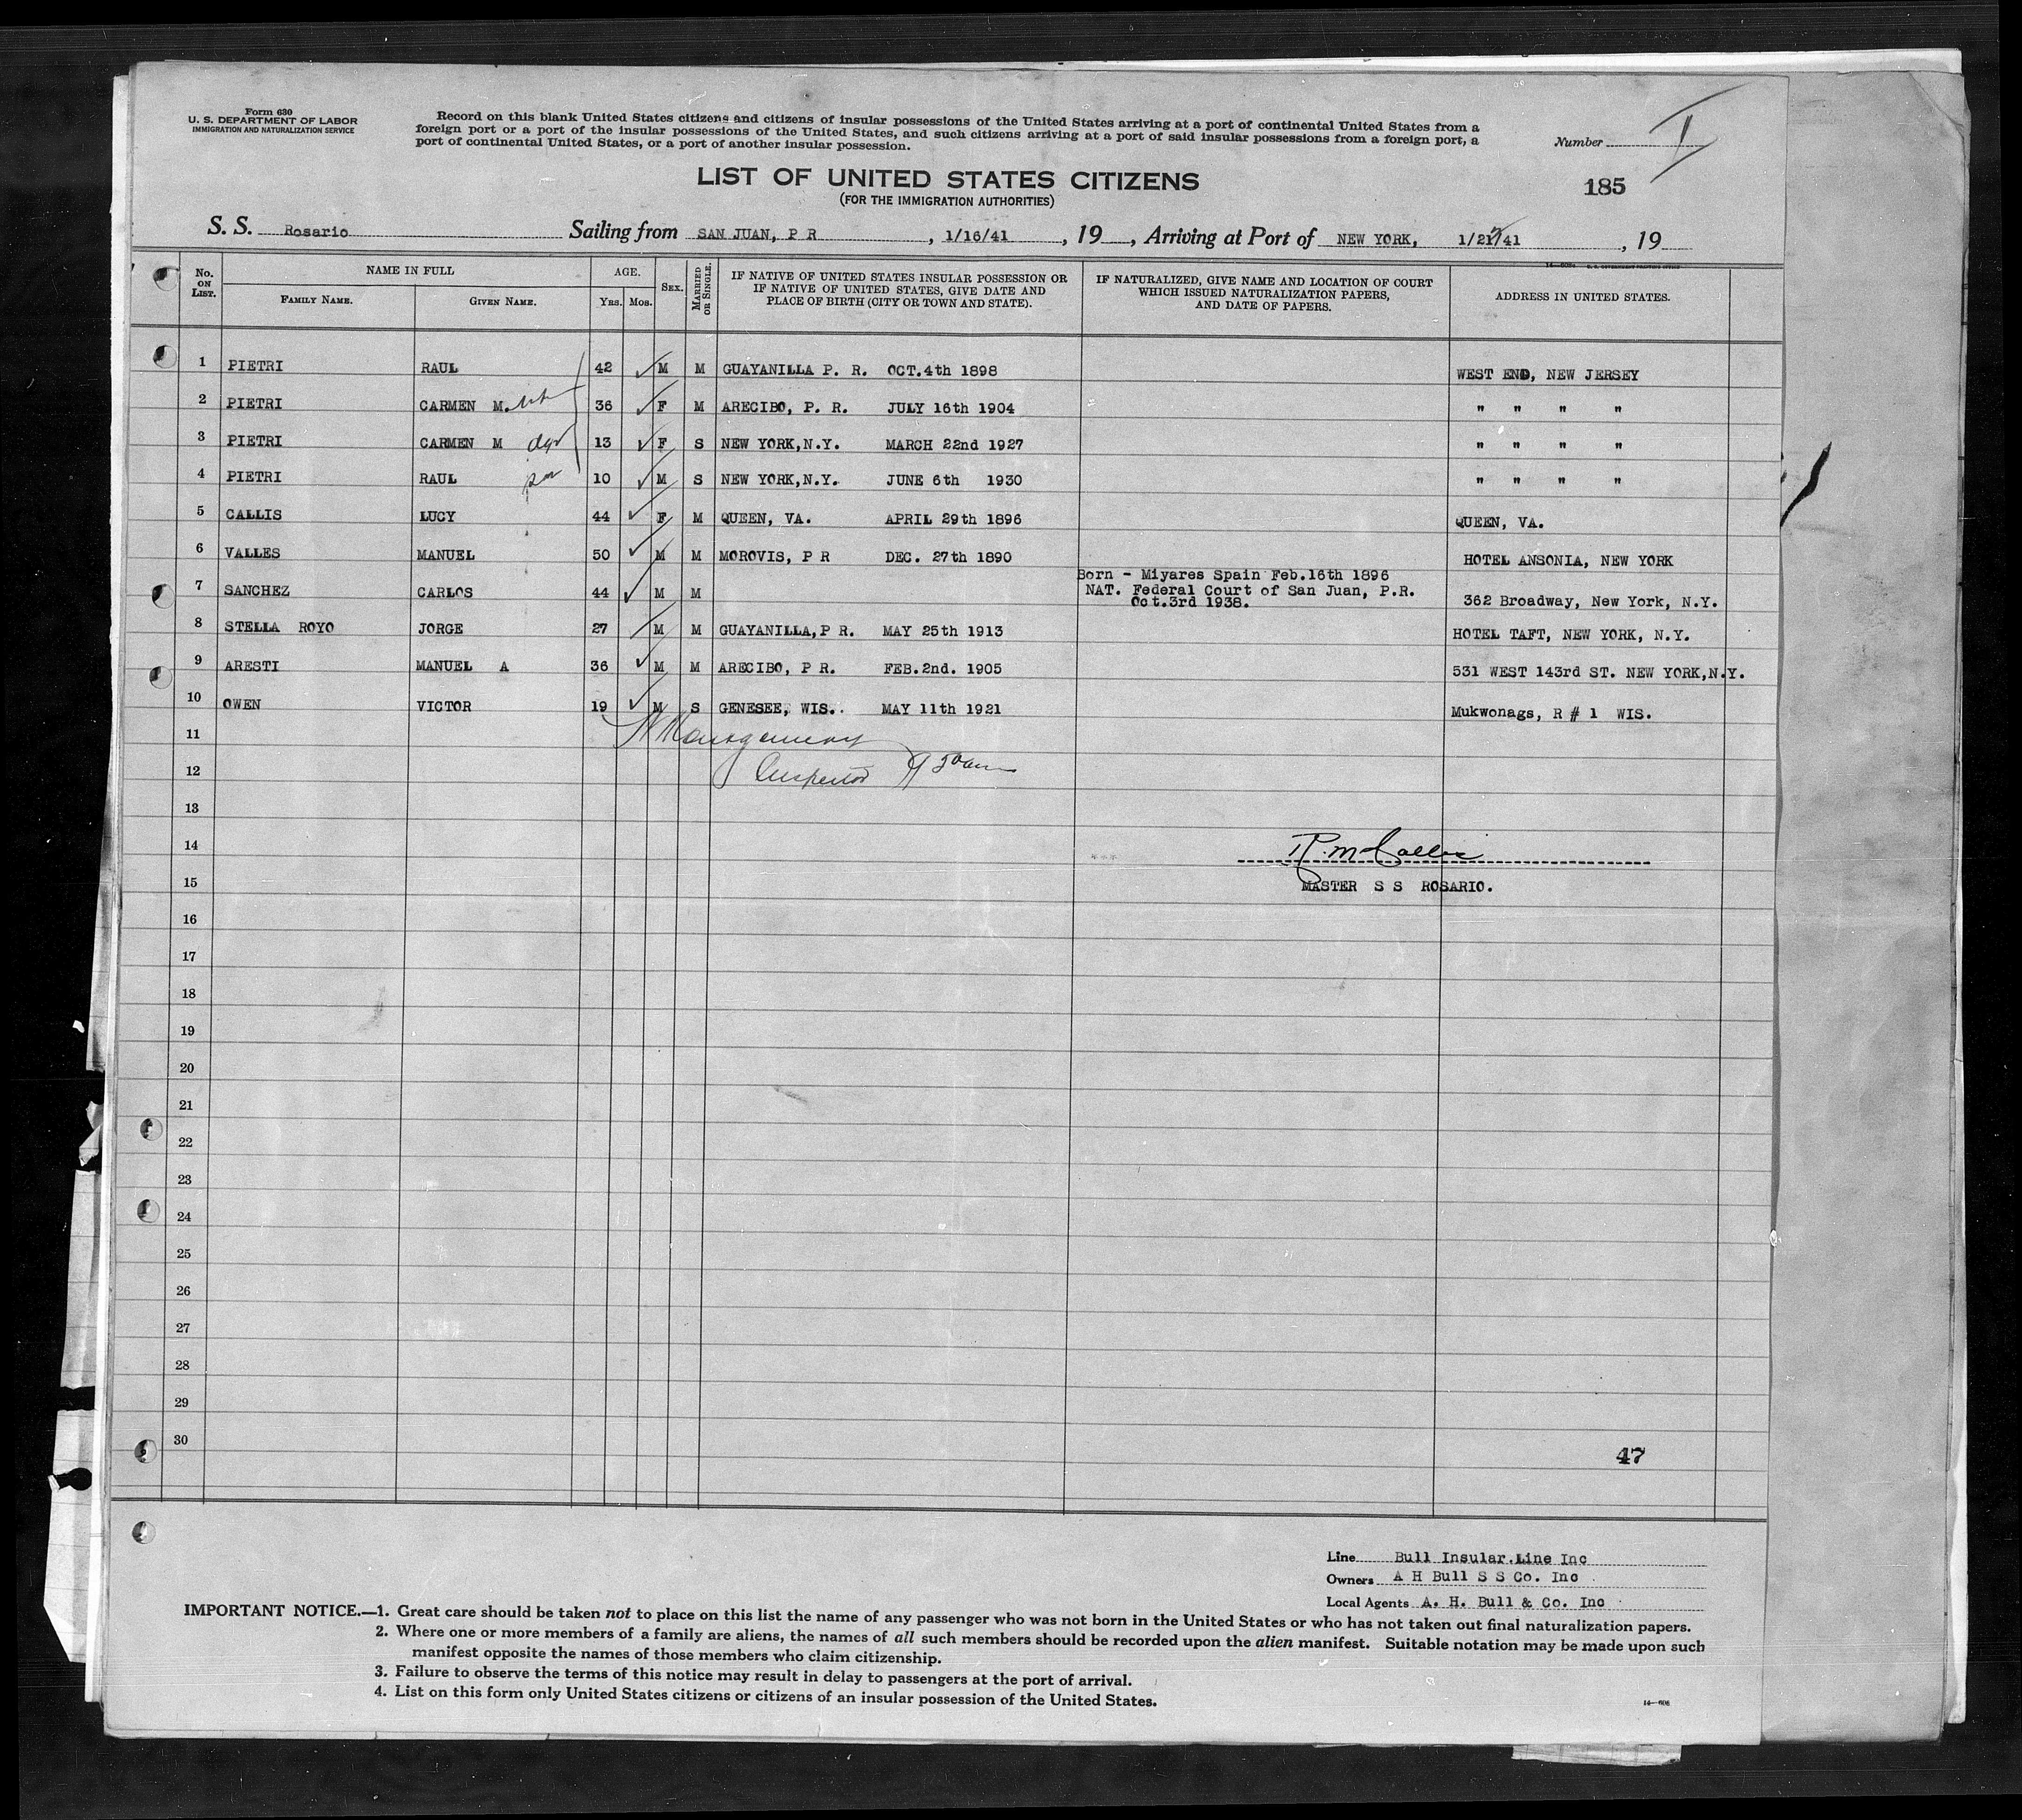 Form 630
U. S. DEPARTMENT OF LABOR
IMMIGRATION AND NATURALIZATION SERVICE
Record on this blank United States citizens and citizens of insular possessions of the United States arriving at a port of continental United States from a
foreign port or a port of the insular possessions of the United States, and such citizens arriving at a port of said insular possessions from a foreign port, a
port of continental United States, or a port of another insular possession.
Number I
LIST OF UNITED STATES CITIZENS
(FOR THE IMMIGRATION AUTHORITIES)
185
S. S. Rosario Sailing from SAN JUAN, P R , 1/16/41 , 19 , Arriving at Port of NEW YORK, 1/21/41 , 19
No. ON LIST. NAME IN FULL FAMILY NAME. GIVEN NAME. AGE. YRS. MOS. SEX. MARRIED OR SINGLE. IF NATIVE OF UNITED STATES INSULAR POSSESSION OR IF NATIVE OF UNITED STATES, GIVE DATE AND PLACE OF BIRTH (CITY OR TOWN AND STATE). IF NATURALIZED, GIVE NAME AND LOCATION OF COURT WHICH ISSUED NATURALIZATION PAPERS, AND DATE OF PAPERS. ADDRESS IN UNITED STATES.
1 PIETRI RAUL 42 M M GUAYANILLA P. R. OCT.4th 1898 WEST END, NEW JERSEY
2 PIETRI CARMEN M. 36 F M ARECIBO, P. R. JULY 16th 1904 " " " "
3 PIETRI CARMEN M 13 F S NEW YORK,N.Y. MARCH 22nd 1927 " " " "
4 PIETRI RAUL 10 M S NEW YORK,N.Y. JUNE 6th 1930 " " " "
5 CALLIS LUCY 44 F M QUEEN, VA. APRIL 29th 1896 QUEEN, VA.
6 VALLES MANUEL 50 M M MOROVIS, P R DEC. 27th 1890 HOTEL ANSONIA, NEW YORK
7 SANCHEZ CARLOS 44 M M Born - Miyares Spain Feb.16th 1896
NAT. Federal Court of San Juan, P.R.
Oct.3rd 1938. 362 Broadway, New York, N.Y.
8 STELLA ROYO JORGE 27 M M GUAYANILLA,P R. MAY 25th 1913 HOTEL TAFT, NEW YORK, N.Y.
9 ARESTI MANUEL A 36 M M ARECIBO, P R. FEB.2nd. 1905 531 WEST 143rd ST. NEW YORK,N.Y.
10 OWEN VICTOR 19 M S GENESEE, WIS. MAY 11th 1921 Mukwonags, R # 1 WIS.
11
12 Inspector
13
14 R. M Callis
15 MASTER S S ROSARIO.
16
17
18
19
20
21
22
23
24
25
26
27
28
29
30
47
Line Bull Insular Line Inc
Owners A H Bull S S Co. Inc
Local Agents A. H. Bull & Co. Inc
IMPORTANT NOTICE.—1. Great care should be taken not to place on this list the name of any passenger who was not born in the United States or who has not taken out final naturalization papers.
2. Where one or more members of a family are aliens, the names of all such members should be recorded upon the alien manifest. Suitable notation may be made upon such
manifest opposite the names of those members who claim citizenship.
3. Failure to observe the terms of this notice may result in delay to passengers at the port of arrival.
4. List on this form only United States citizens or citizens of an insular possession of the United States.